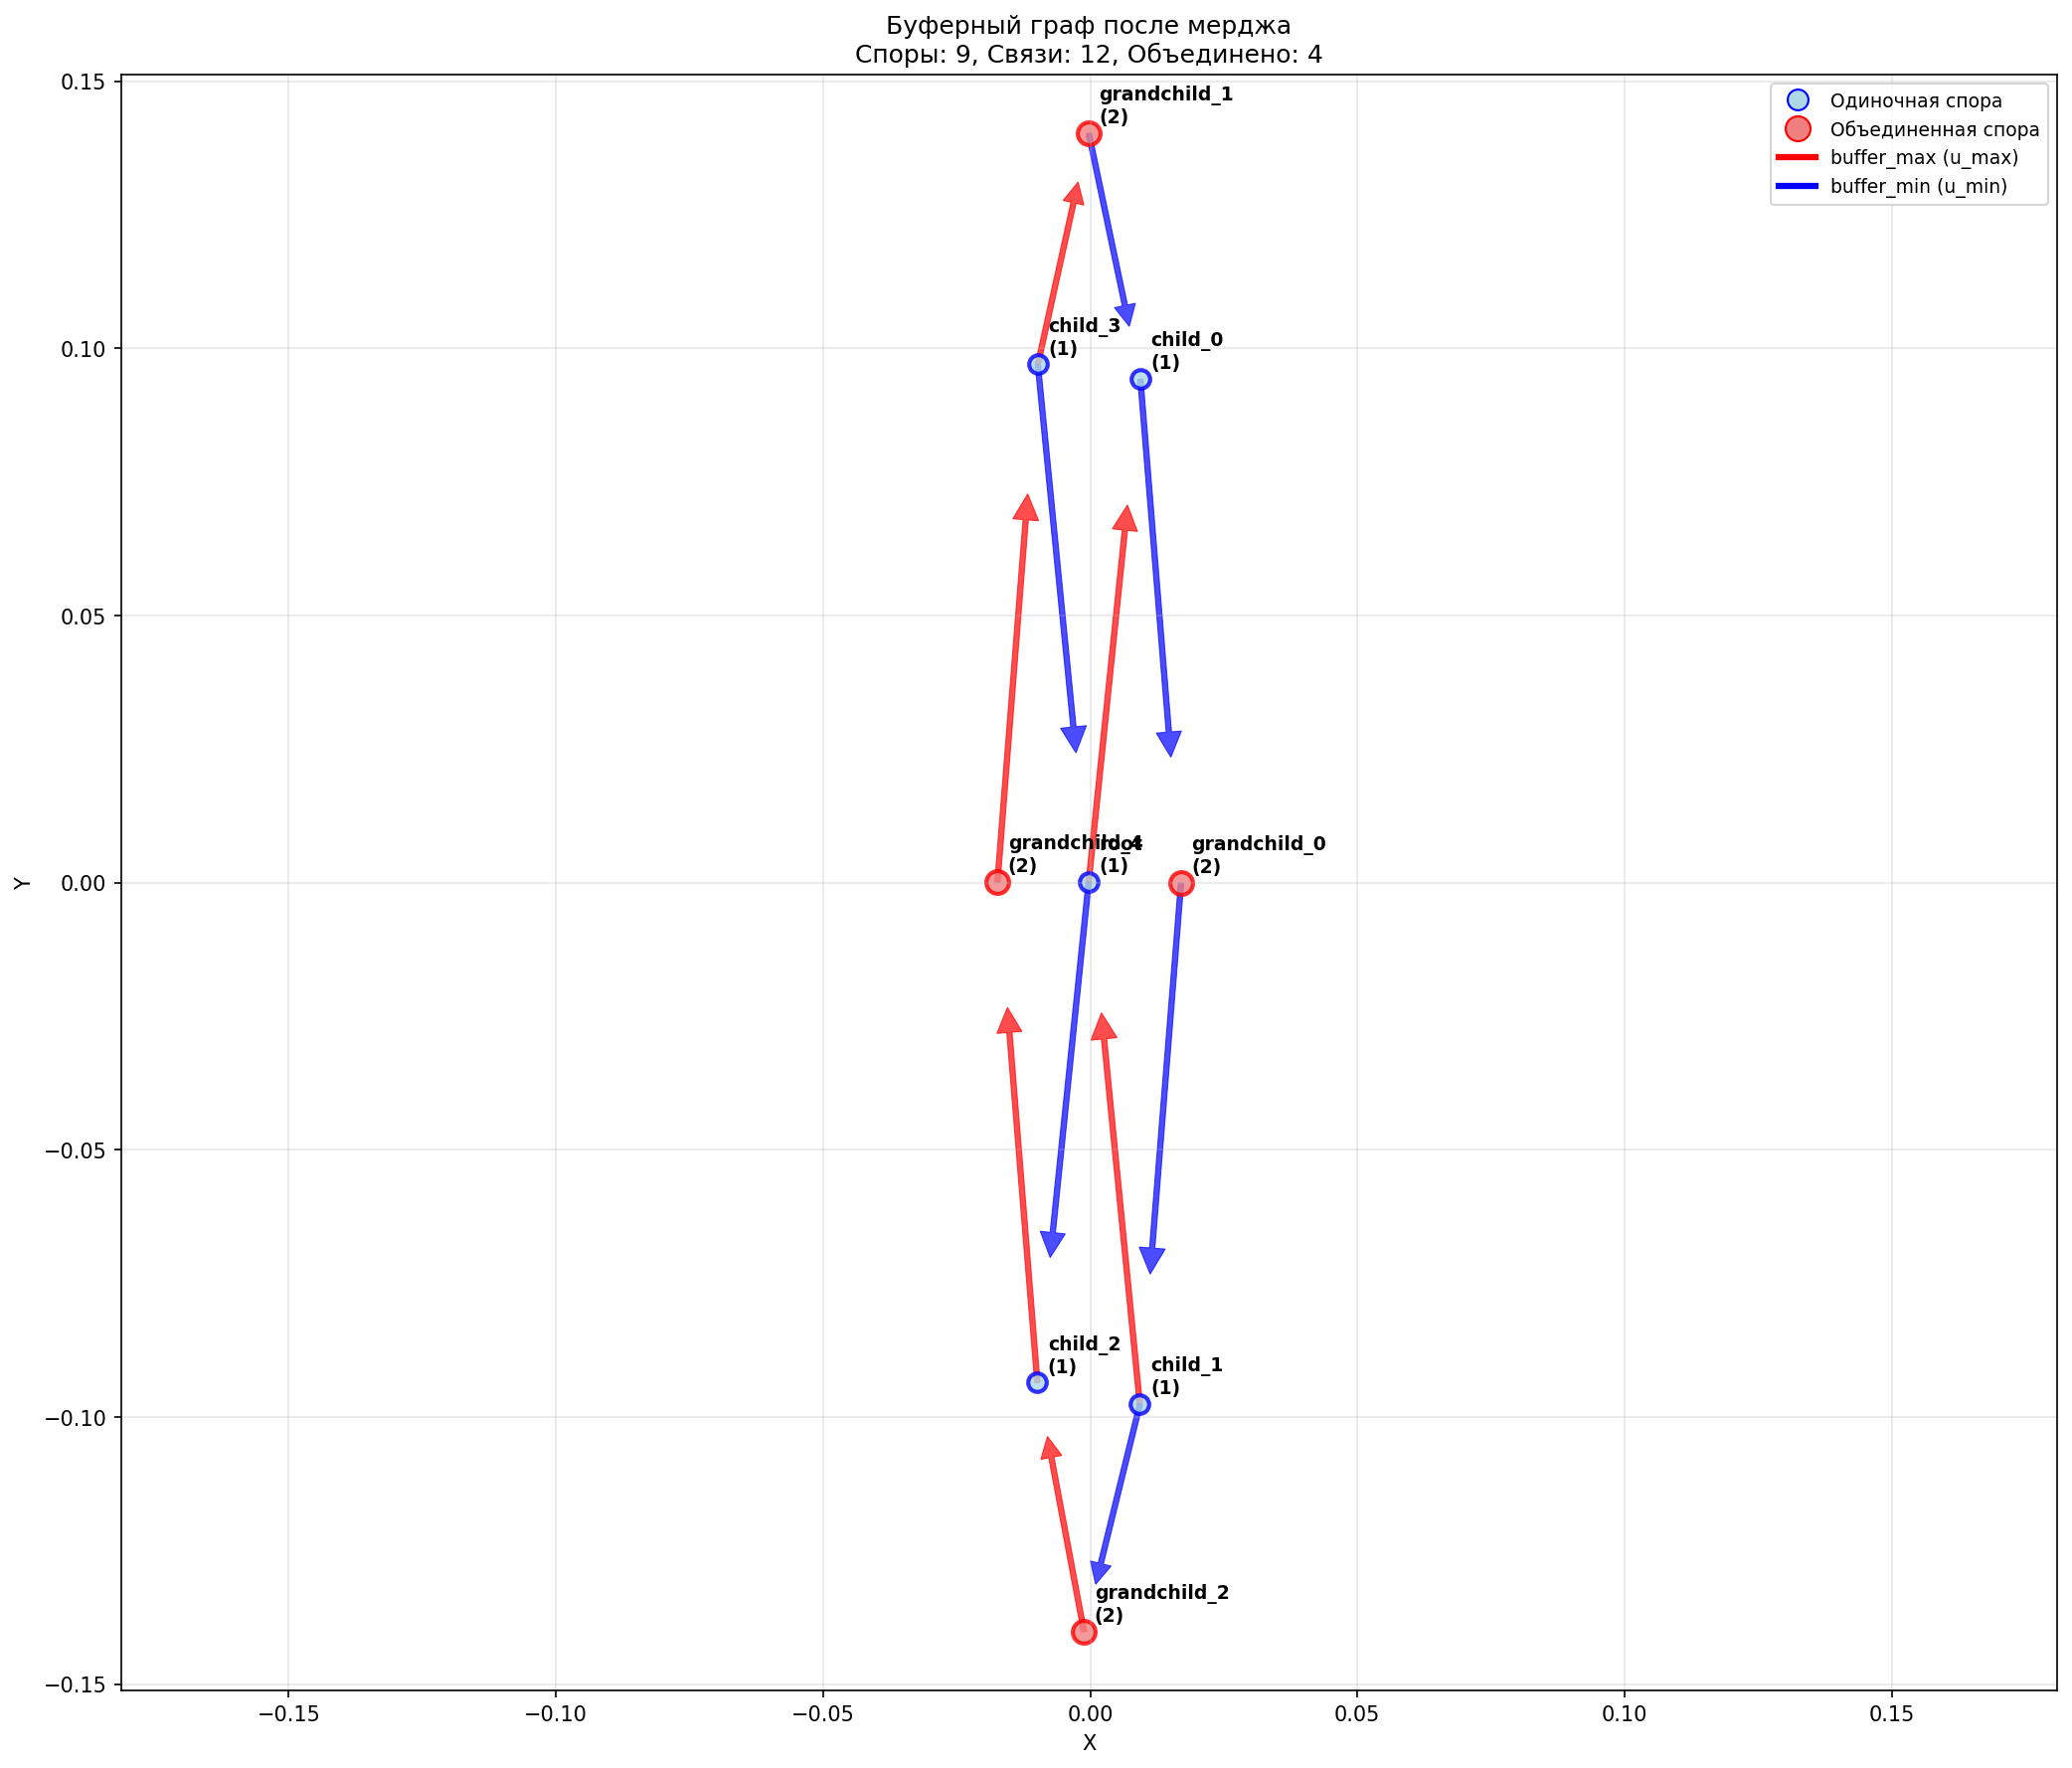 Буферный граф после мерджа
Споры: 9, Связи: 12, Объединено: 4
Одиночная спора
Объединенная спора
buffer_max (u_max)
buffer_min (u_min)
grandchild_1
(2)
child_3
(1)
child_0
(1)
grandchild_4
(2)
root
(1)
grandchild_0
(2)
child_2
(1)
child_1
(1)
grandchild_2
(2)
0.15
0.10
0.05
0.00
−0.05
−0.10
−0.15
Y
−0.15
−0.10
−0.05
0.00
0.05
0.10
0.15
X